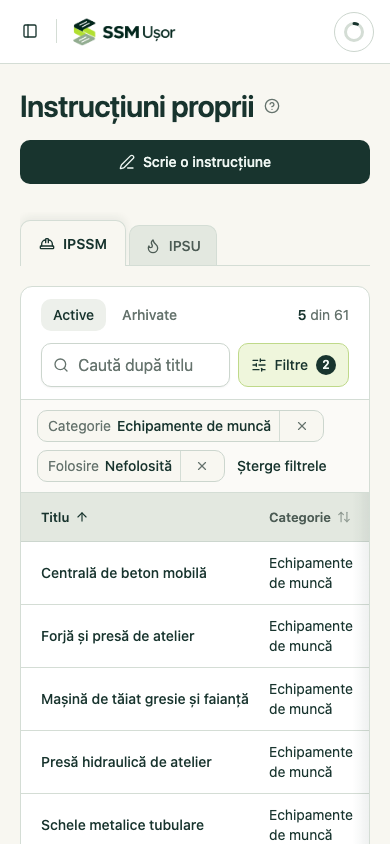 SSM Ușor
Instrucțiuni proprii
Scrie o instrucțiune
IPSSM
IPSU
Active
Arhivate
5 din 61
Caută după titlu
Filtre 2
Categorie Echipamente de muncă
Folosire Nefolosită
Șterge filtrele
Titlu
Categorie
Centrală de beton mobilă
Echipamente
de muncă
Forjă și presă de atelier
Echipamente
de muncă
Mașină de tăiat gresie și faianță
Echipamente
de muncă
Presă hidraulică de atelier
Echipamente
de muncă
Schele metalice tubulare
Echipamente
de muncă